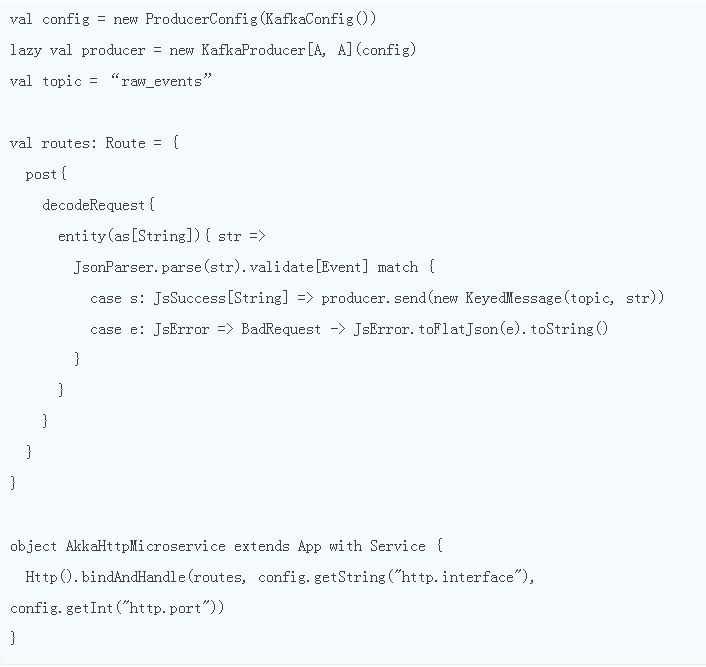 val config = new ProducerConfig(KafkaConfig())
lazy val producer = new KafkaProducer[A, A](config)
val topic = “raw_events”

val routes: Route = {
  post{
    decodeRequest{
      entity(as[String]){ str =>
        JsonParser.parse(str).validate[Event] match {
          case s: JsSuccess[String] => producer.send(new KeyedMessage(topic, str))
          case e: JsError => BadRequest -> JsError.toFlatJson(e).toString()
        }
      }
    }
  }
}

object AkkaHttpMicroservice extends App with Service {
  Http().bindAndHandle(routes, config.getString("http.interface"),
config.getInt("http.port"))
}